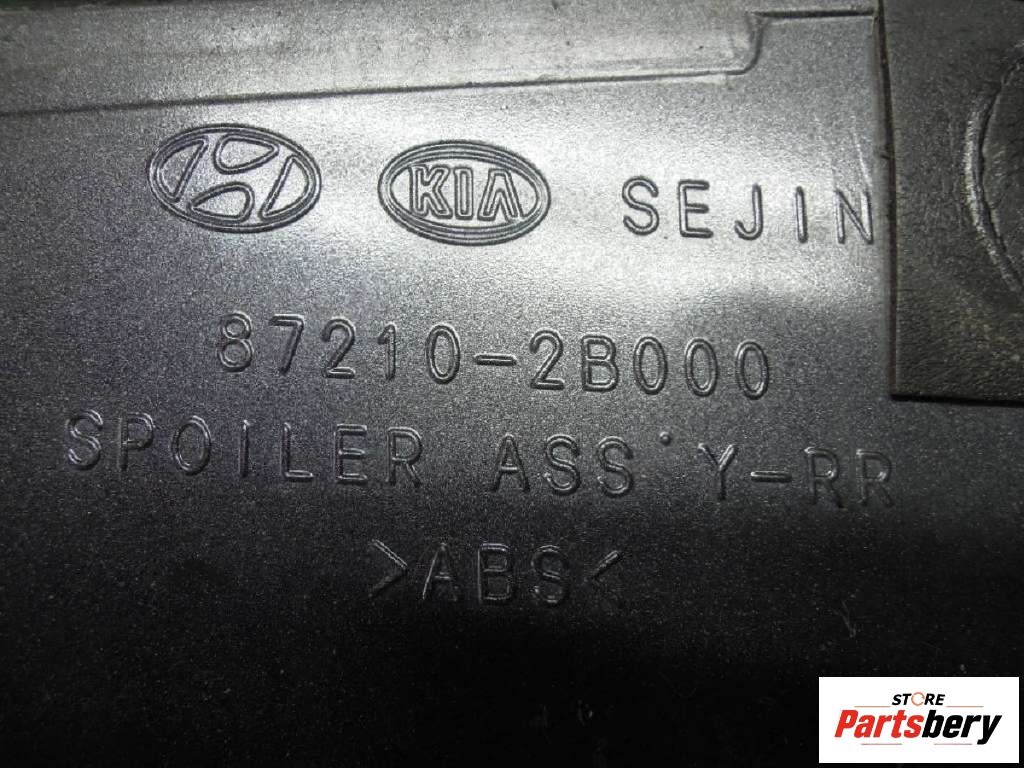 KIA SEJIN
87210-2B000
SPOILER ASS'Y-RR
>ABS<
STORE
Partsbery